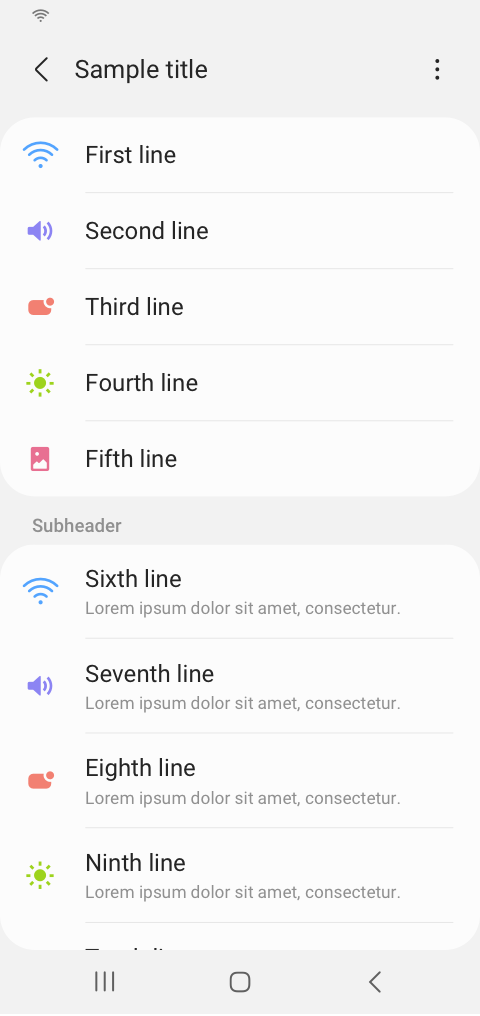 Sample title
First line
Second line
Third line
Fourth line
Fifth line
Subheader
Sixth line
Lorem ipsum dolor sit amet, consectetur.
Seventh line
Lorem ipsum dolor sit amet, consectetur.
Eighth line
Lorem ipsum dolor sit amet, consectetur.
Ninth line
Lorem ipsum dolor sit amet, consectetur.